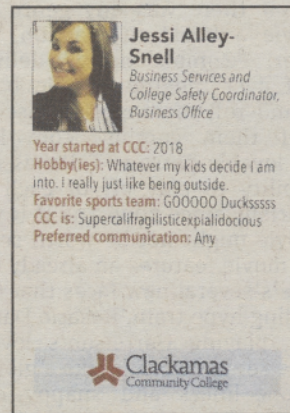 Jessi Alley-
Snell
Business Services and
College Safety Coordinator,
Business Office
Year started at CCC: 2018
Hobby(ies): Whatever my kids decide I am
into. I really just like being outside.
Favorite sports team: GOOOOO Ducksssss
CCC is: Supercalifragilisticexpialidocious
Preferred communication: Any
Clackamas
Community College